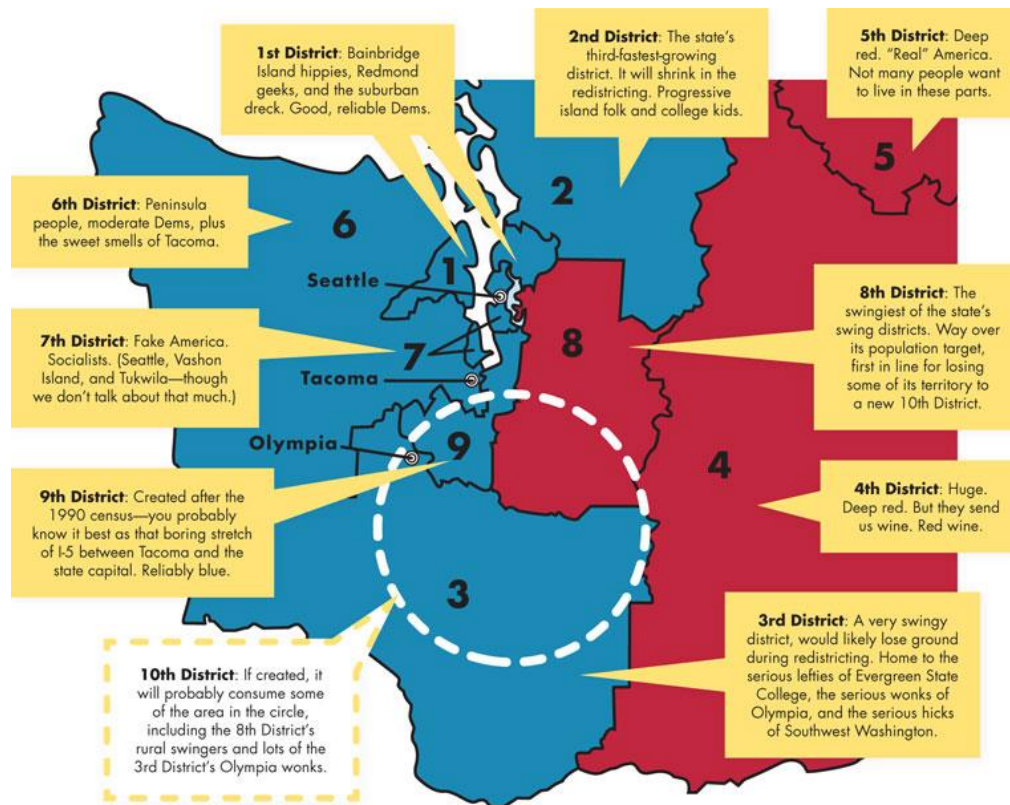 1st District: Bainbridge
Island hippies, Redmond
geeks, and the suburban
dreck. Good, reliable Dems.
2nd District: The state’s
third-fastest-growing
district. It will shrink in the
redistricting. Progressive
island folk and college kids.
5th District: Deep
red. “Real” America.
Not many people want
to live in these parts.
5
2
6th District: Peninsula
people, moderate Dems, plus
the sweet smells of Tacoma.
6
1
Seattle
7th District: Fake America.
Socialists. (Seattle, Vashon
Island, and Tukwila—though
we don’t talk about that much.)
7
8
8th District: The
swingiest of the state’s
swing districts. Way over
its population target,
first in line for losing
some of its territory to
a new 10th District.
Tacoma
Olympia
9
4
9th District: Created after the
1990 census—you probably
know it best as that boring stretch
of I-5 between Tacoma and the
state capital. Reliably blue.
4th District: Huge.
Deep red. But they send
us wine. Red wine.
3
10th District: If created, it
will probably consume some
of the area in the circle,
including the 8th District’s
rural swingers and lots of the
3rd District’s Olympia wonks.
3rd District: A very swingy
district, would likely lose ground
during redistricting. Home to the
serious lefties of Evergreen State
College, the serious wonks of
Olympia, and the serious hicks
of Southwest Washington.